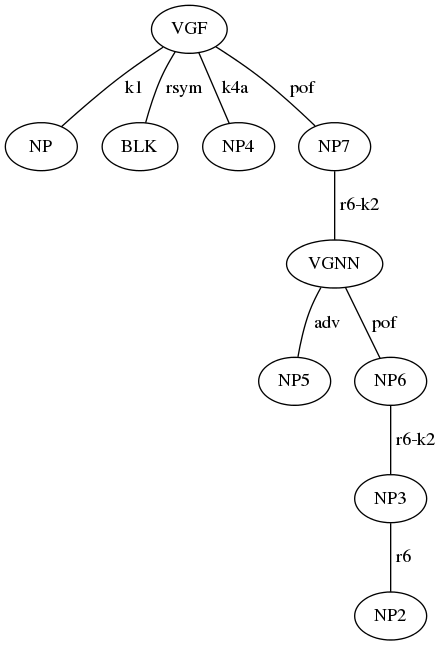 VGF
k1 rsym k4a pof
NP BLK NP4 NP7
r6-k2
VGNN
adv pof
NP5 NP6
r6-k2
NP3
r6
NP2